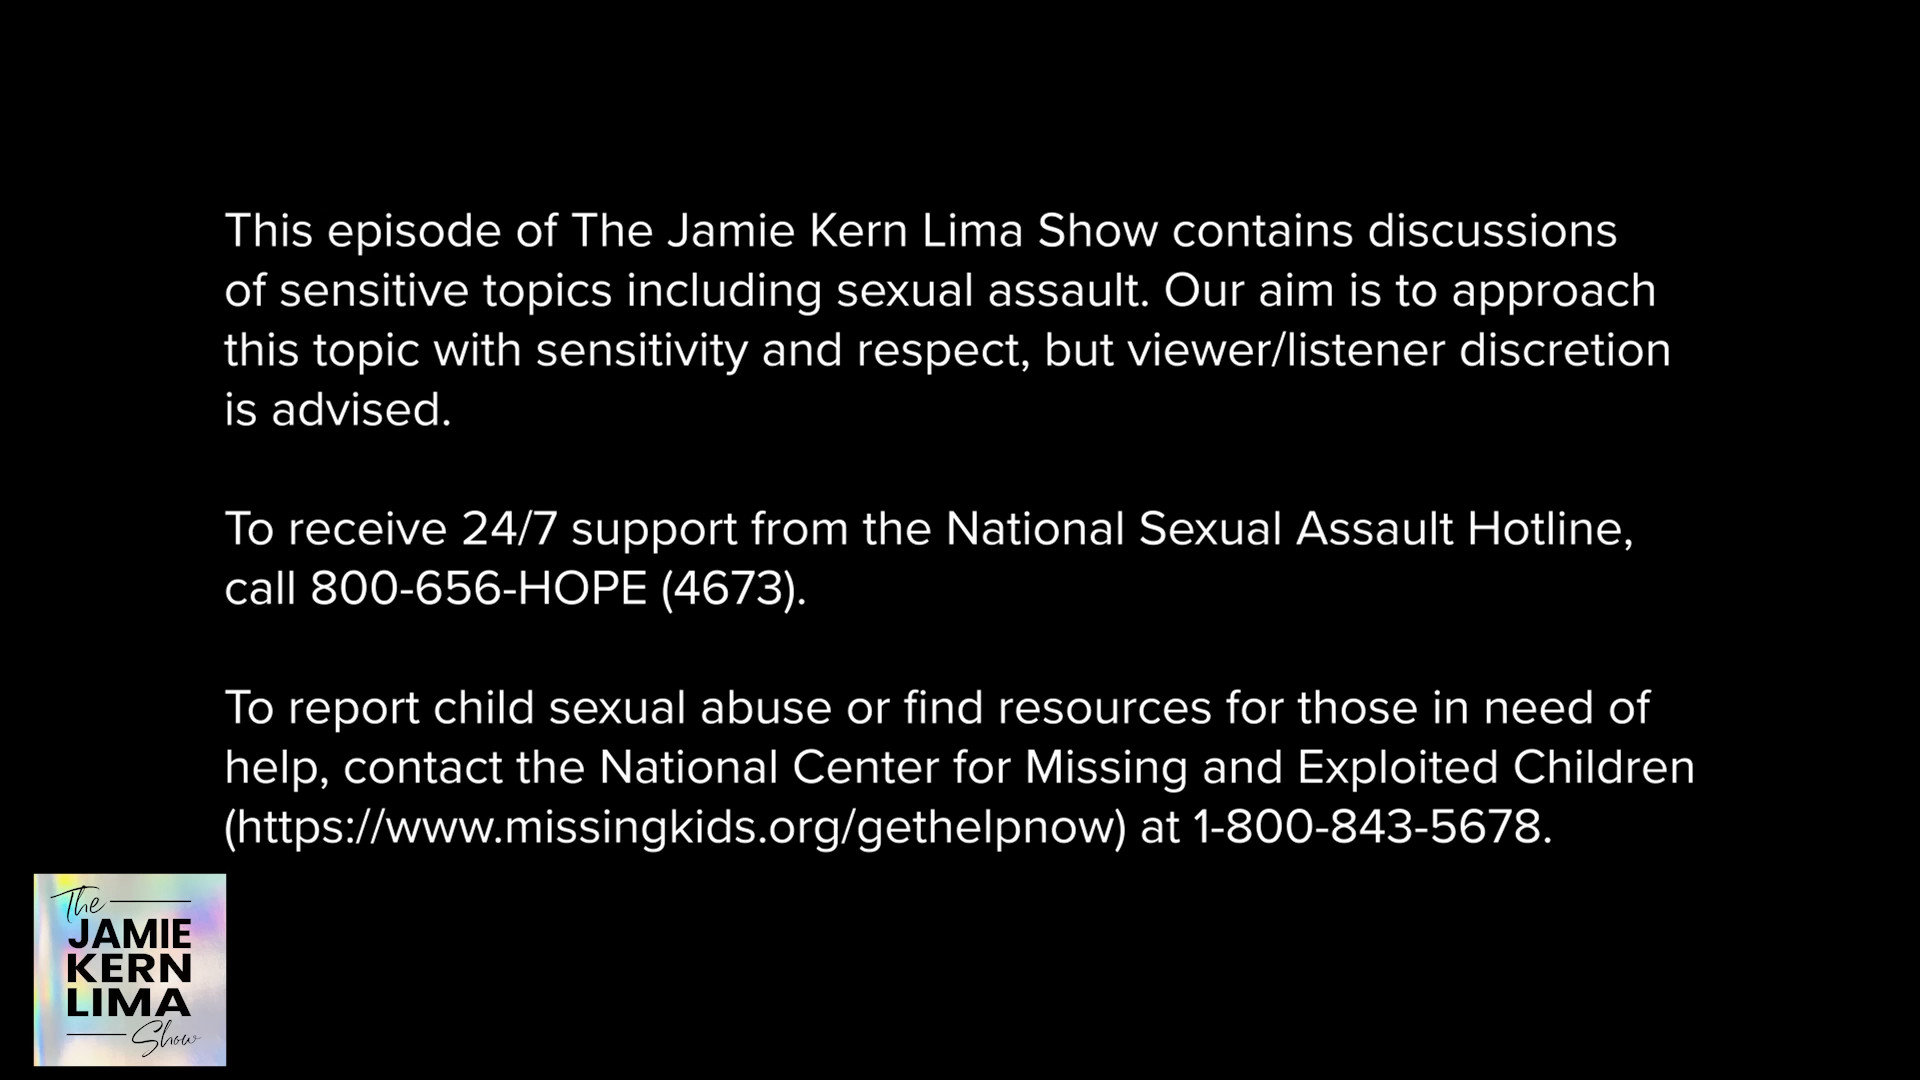 This episode of The Jamie Kern Lima Show contains discussions
of sensitive topics including sexual assault. Our aim is to approach
this topic with sensitivity and respect, but viewer/listener discretion
is advised.
To receive 24/7 support from the National Sexual Assault Hotline,
call 800-656-HOPE (4673).
To report child sexual abuse or find resources for those in need of
help, contact the National Center for Missing and Exploited Children
(https://www.missingkids.org/gethelpnow) at 1-800-843-5678.
The
JAMIE
KERN
LIMA
Show